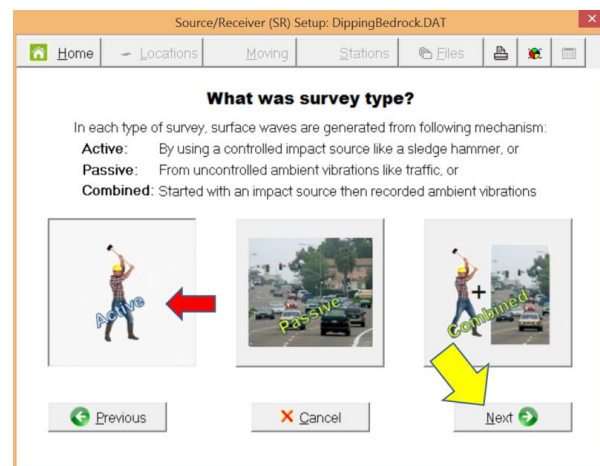 Source/Receiver (SR) Setup: DippingBedrock.DAT
Home Locations Moving Stations Files
What was survey type?
In each type of survey, surface waves are generated from following mechanism:
Active: By using a controlled impact source like a sledge hammer, or
Passive: From uncontrolled ambient vibrations like traffic, or
Combined: Started with an impact source then recorded ambient vibrations
Active Passive + Combined
Previous Cancel Next